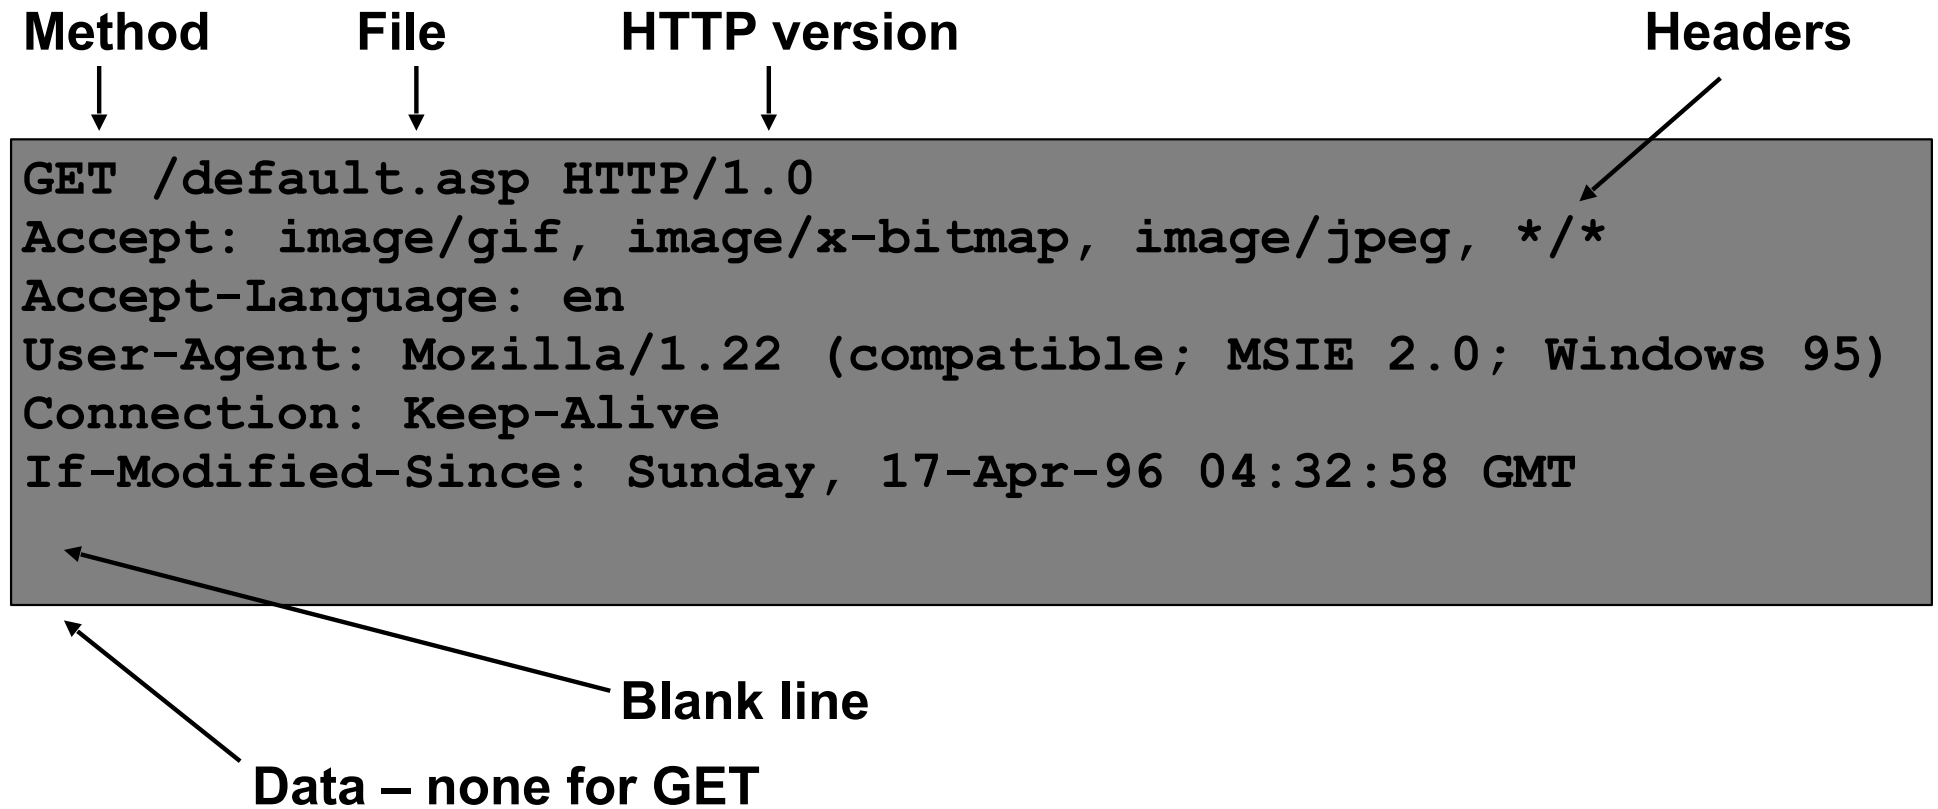 Method File HTTP version Headers
GET /default.asp HTTP/1.0
Accept: image/gif, image/x-bitmap, image/jpeg, */*
Accept-Language: en
User-Agent: Mozilla/1.22 (compatible; MSIE 2.0; Windows 95)
Connection: Keep-Alive
If-Modified-Since: Sunday, 17-Apr-96 04:32:58 GMT
Blank line
Data – none for GET